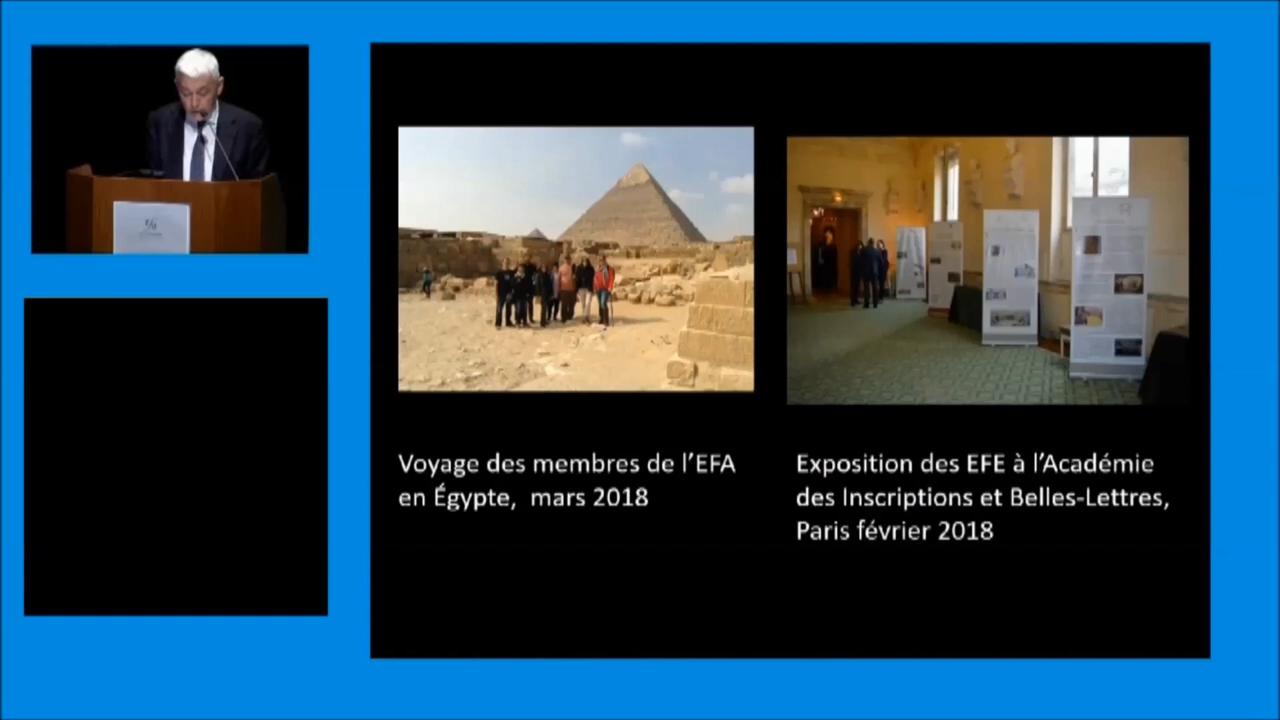 Voyage des membres de l’EFA
en Égypte, mars 2018
Exposition des EFE à l’Académie
des Inscriptions et Belles-Lettres,
Paris février 2018